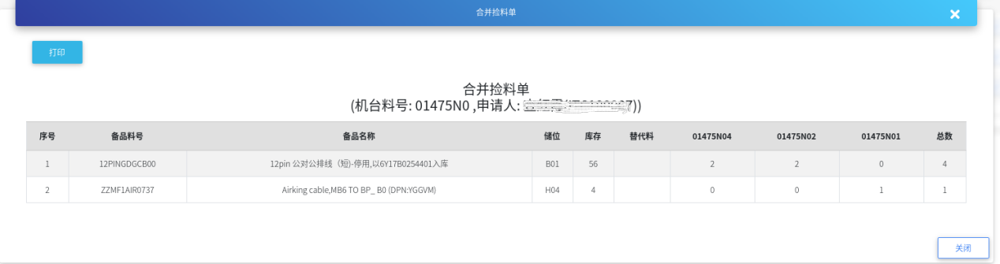 合并捡料单
打印
合并捡料单
(机台料号: 01475N0 ,申请人: 7))
序号 备品料号 备品名称 储位 库存 替代料 01475N04 01475N02 01475N01 总数
1 12PINGDGCB00 12pin 公对公排线（短)-停用,以6Y17B0254401入库 B01 56 2 2 0 4
2 ZZMF1AIR0737 Airking cable,MB6 TO BP_ B0 (DPN:YGGVM) H04 4 0 0 1 1
关闭